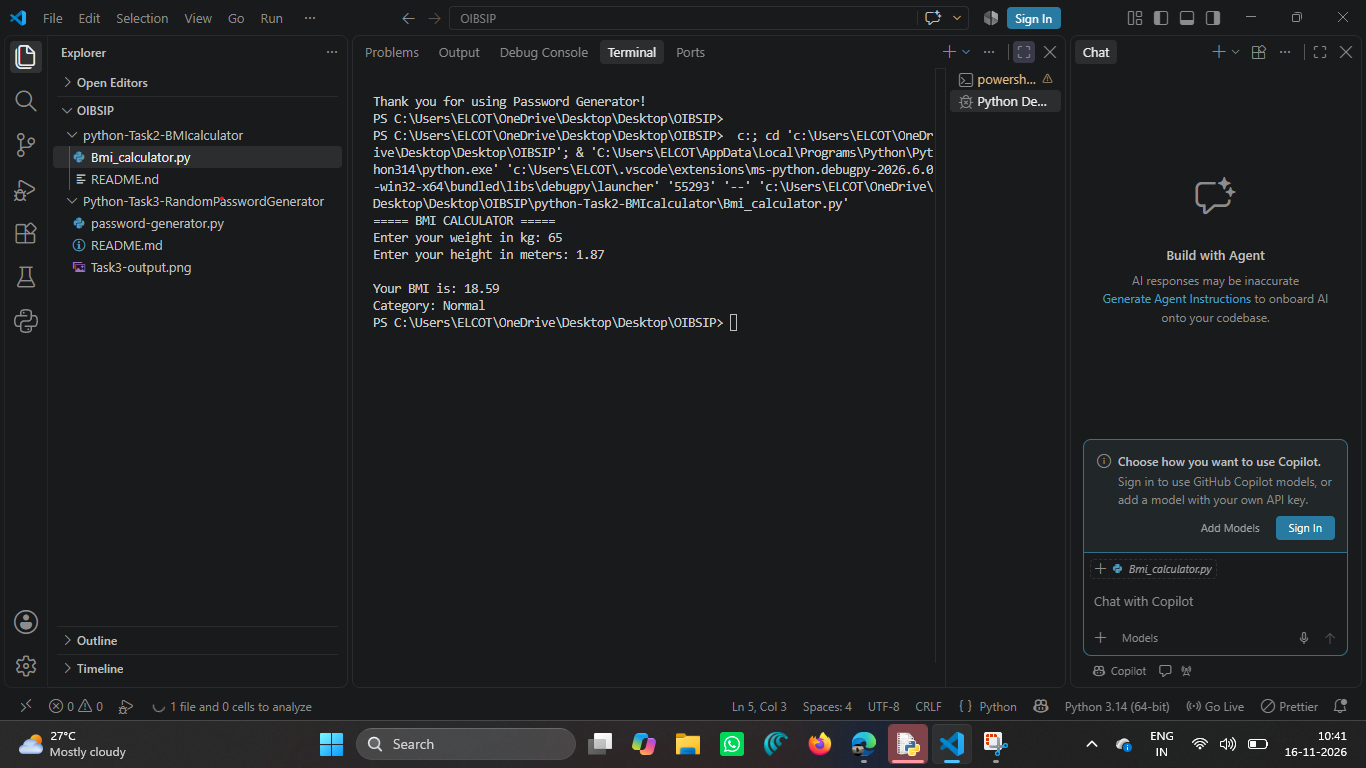 File Edit Selection View Go Run ···
OIBSIP
Sign In
Explorer
Open Editors
OIBSIP
python-Task2-BMIcalculator
Bmi_calculator.py
README.nd
Python-Task3-RandomPasswordGenerator
password-generator.py
README.md
Task3-output.png
Outline
Timeline
Problems Output Debug Console Terminal Ports
Thank you for using Password Generator!
PS C:\Users\ELCOT\OneDrive\Desktop\Desktop\OIBSIP>
PS C:\Users\ELCOT\OneDrive\Desktop\Desktop\OIBSIP>  c:; cd 'c:\Users\ELCOT\OneDr
ive\Desktop\Desktop\OIBSIP'; & 'C:\Users\ELCOT\AppData\Local\Programs\Python\Pyt
hon314\python.exe' 'c:\Users\ELCOT\.vscode\extensions\ms-python.debugpy-2026.6.0
-win32-x64\bundled\libs\debugpy\launcher' '55293' '--' 'c:\Users\ELCOT\OneDrive\
Desktop\Desktop\OIBSIP\python-Task2-BMIcalculator\Bmi_calculator.py'
===== BMI CALCULATOR =====
Enter your weight in kg: 65
Enter your height in meters: 1.87
Your BMI is: 18.59
Category: Normal
PS C:\Users\ELCOT\OneDrive\Desktop\Desktop\OIBSIP>
powersh...
Python De...
Chat
Build with Agent
AI responses may be inaccurate
Generate Agent Instructions to onboard AI
onto your codebase.
Choose how you want to use Copilot.
Sign in to use GitHub Copilot models, or
add a model with your own API key.
Add Models Sign In
Bmi_calculator.py
Chat with Copilot
Models
Copilot
0 0 1 file and 0 cells to analyze Ln 5, Col 3 Spaces: 4 UTF-8 CRLF { } Python Python 3.14 (64-bit) Go Live Prettier
27°C
Mostly cloudy
Search
ENG
IN
10:41
16-11-2026